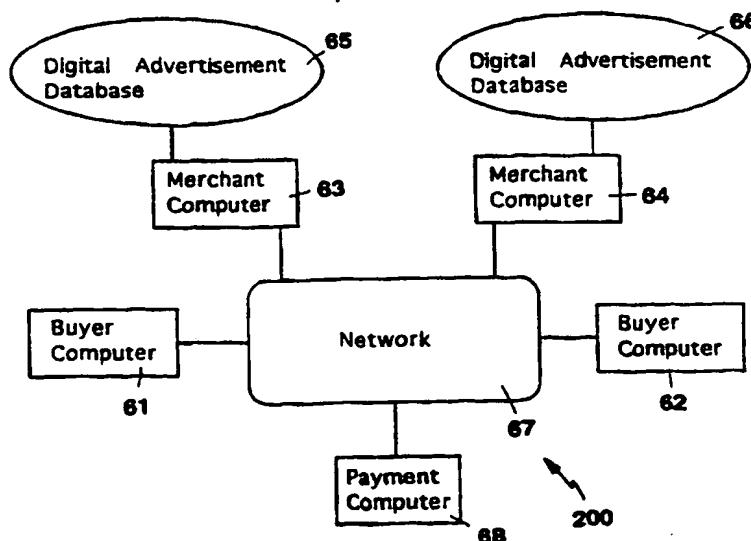 65
66
Digital Advertisement
Database
Digital Advertisement
Database
Merchant
Computer
63
Merchant
Computer
64
Buyer
Computer
61
Network
67
Buyer
Computer
62
Payment
Computer
68
200